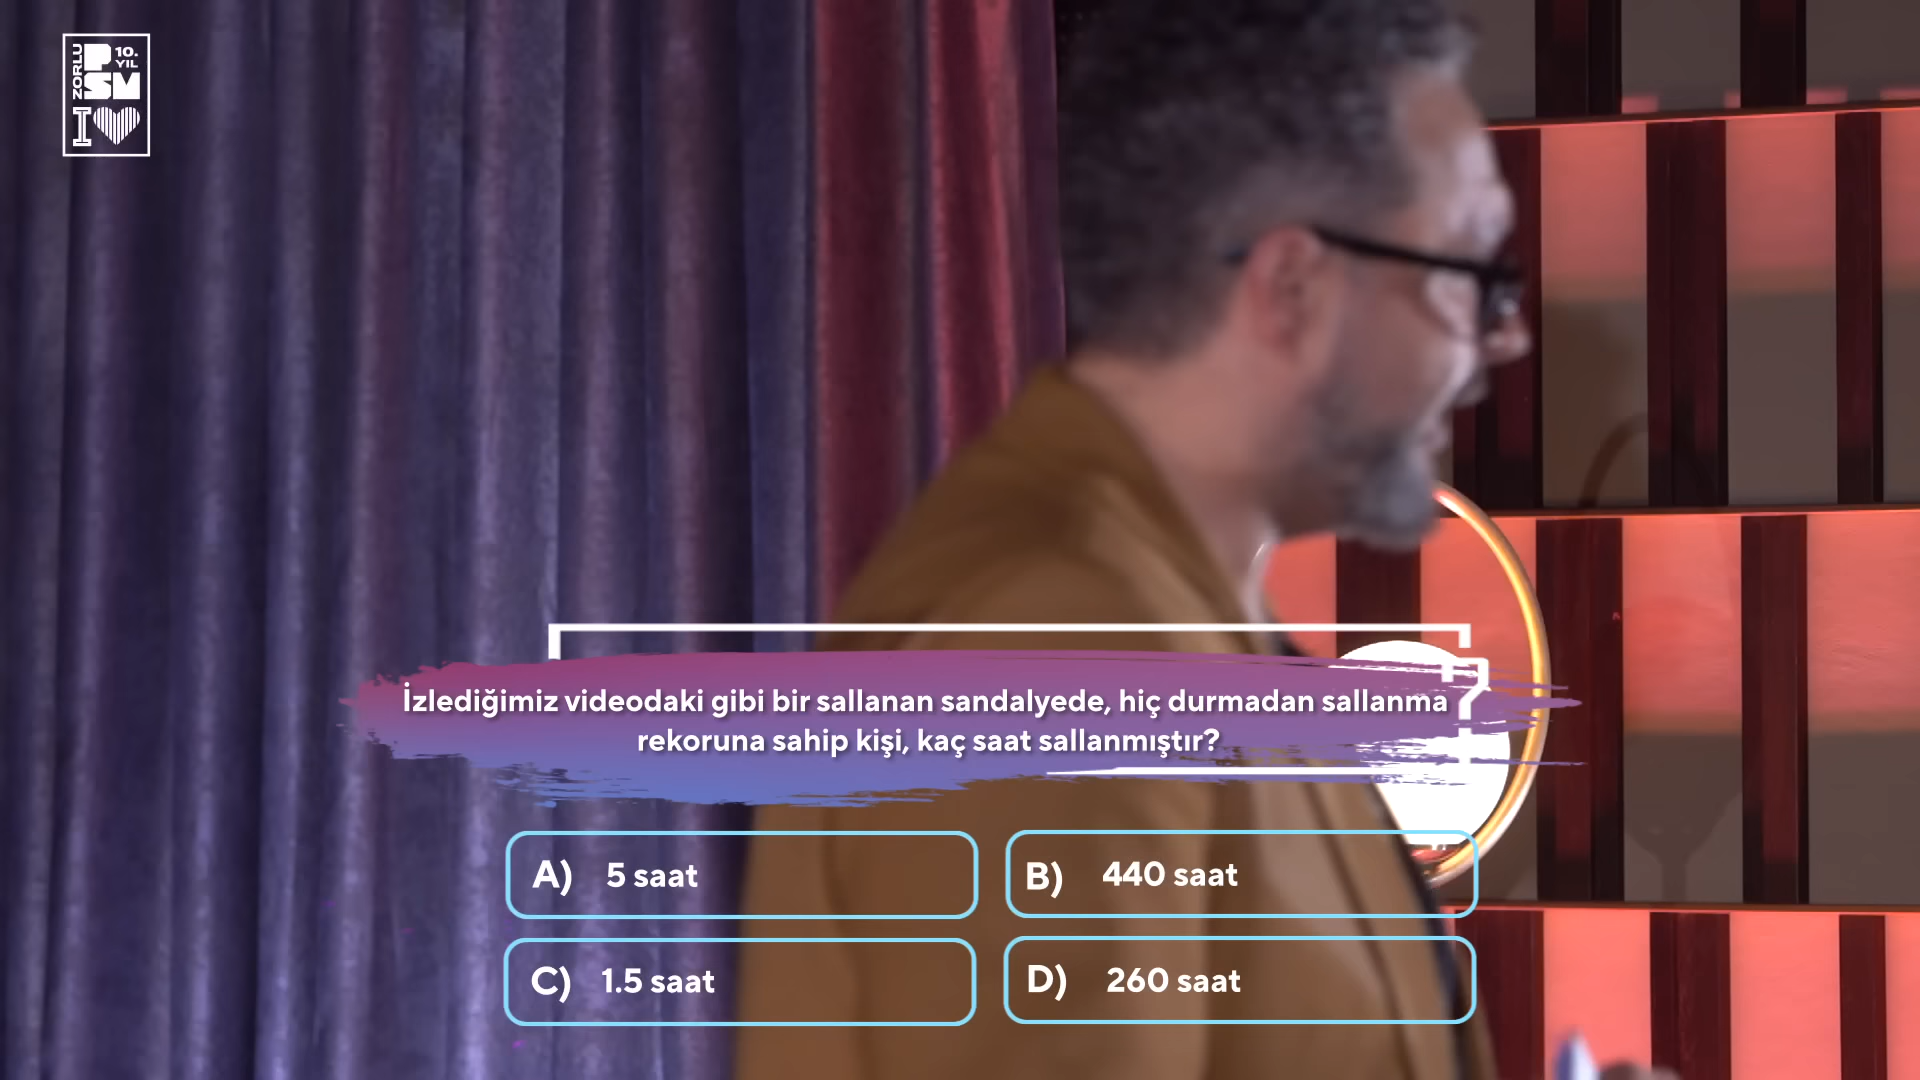 ZORLU
PSM
10.
YIL
I
İzlediğimiz videodaki gibi bir sallanan sandalyede, hiç durmadan sallanma
rekoruna sahip kişi, kaç saat sallanmıştır?
A) 5 saat
B) 440 saat
C) 1.5 saat
D) 260 saat